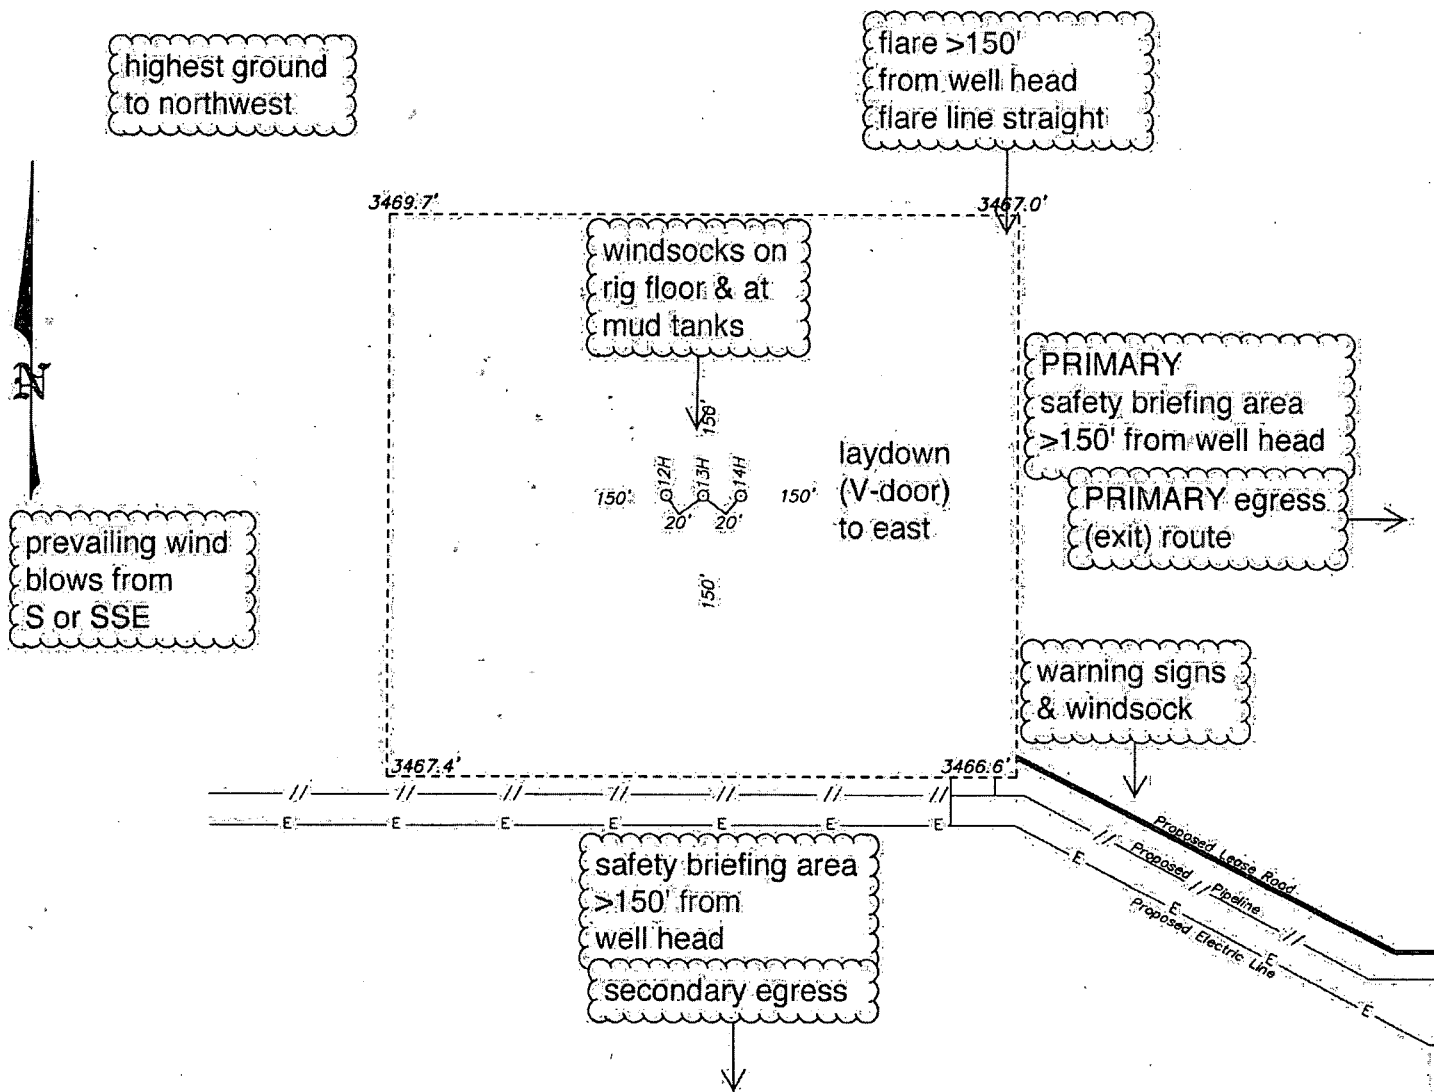 highest ground
to northwest
flare >150'
from well head
flare line straight
3469.7'
3467.0'
windsocks on
rig floor & at
mud tanks
N
PRIMARY
safety briefing area
>150' from well head
PRIMARY egress
(exit) route
150'
12H
13H
14H
150'
150'
20'
20'
150'
laydown
(V-door)
to east
prevailing wind
blows from
S or SSE
warning signs
& windsock
3467.4'
3466.6'
// // // // // // //
E E E E E E E
safety briefing area
>150' from
well head
secondary egress
Proposed Lease Road
// Proposed // Pipeline //
E E E E
Proposed Electric Line